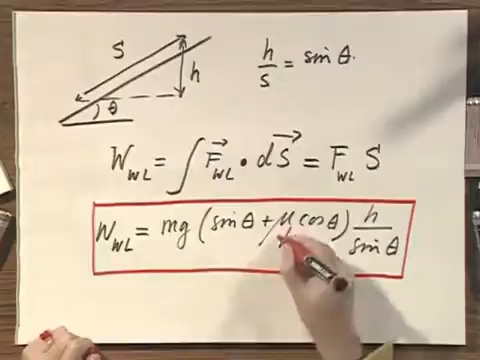 S
h
θ
h/s = sin θ.
W_WL = ∫ F⃗_WL • dS⃗ = F_WL S
W_WL = mg (sin θ + μ cos θ) h/sin θ